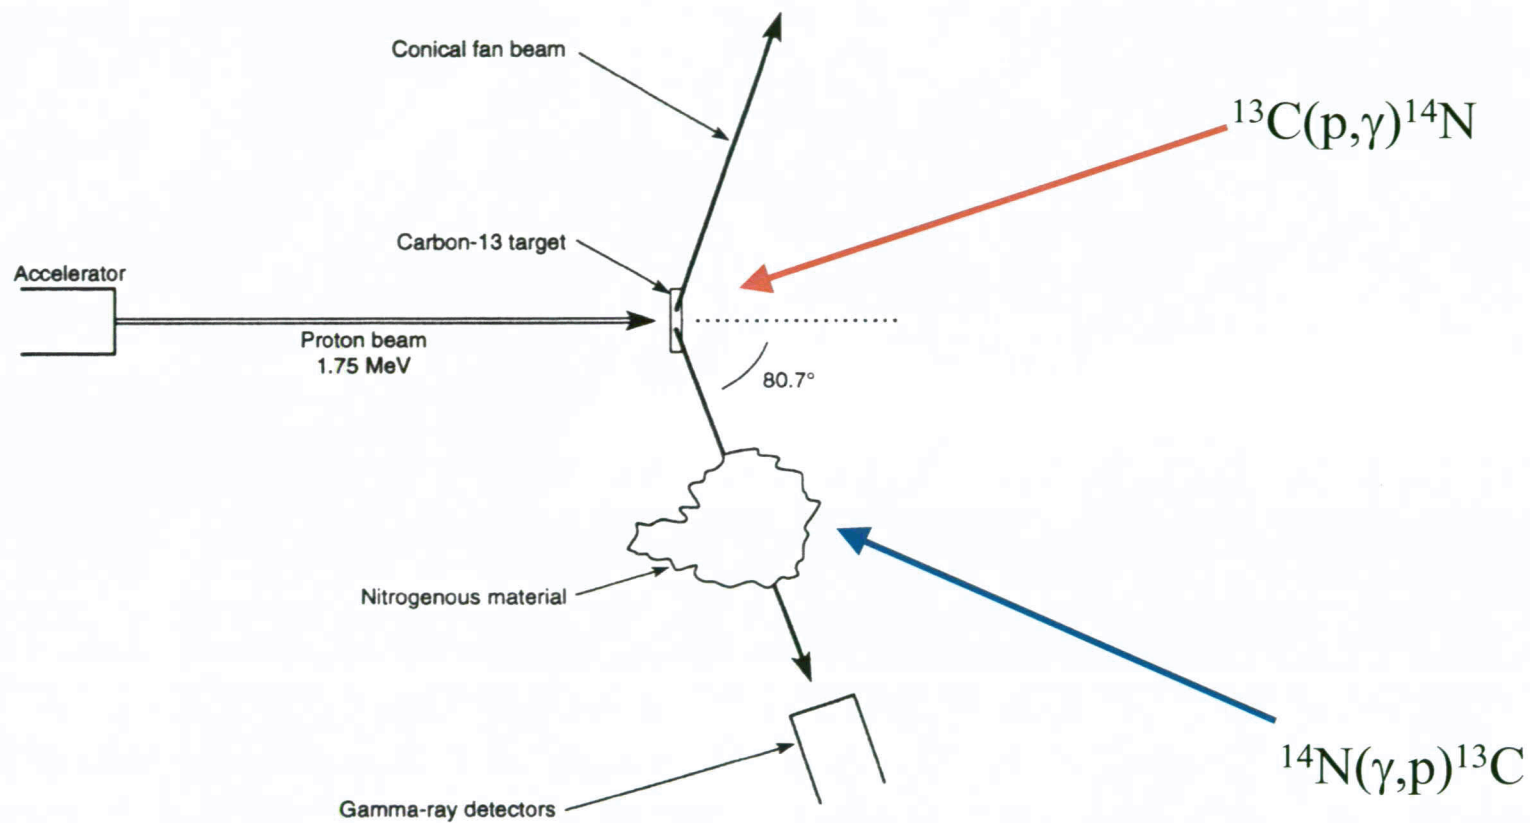 Conical fan beam
¹³C(p,γ)¹⁴N
Carbon-13 target
Accelerator
Proton beam
1.75 MeV
80.7°
Nitrogenous material
¹⁴N(γ,p)¹³C
Gamma-ray detectors